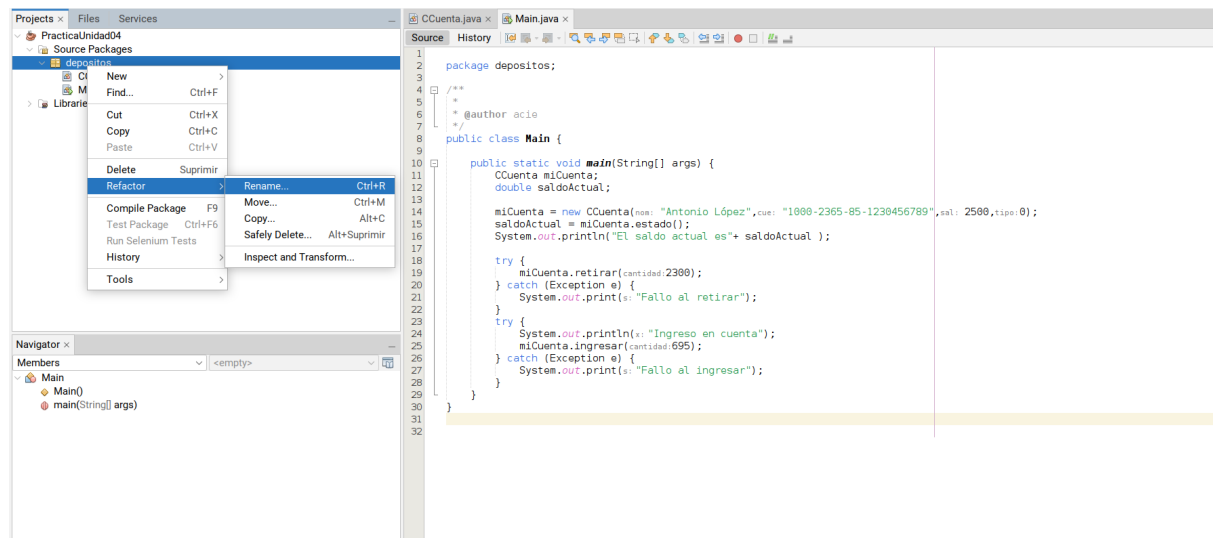 Projects × Files Services
PracticaUnidad04
Source Packages
depositos
CC
M
Librarie
New
Find... Ctrl+F
Cut Ctrl+X
Copy Ctrl+C
Paste Ctrl+V
Delete Suprimir
Refactor
Compile Package F9
Test Package Ctrl+F6
Run Selenium Tests
History
Tools
Rename... Ctrl+R
Move... Ctrl+M
Copy... Alt+C
Safely Delete... Alt+Suprimir
Inspect and Transform...
Navigator ×
Members <empty>
Main
Main()
main(String[] args)
CCuenta.java × Main.java ×
Source History
1
2 package depositos;
3
4 /**
5 *
6 * @author acie
7 */
8 public class Main {
9
10 public static void main(String[] args) {
11 CCuenta miCuenta;
12 double saldoActual;
13
14 miCuenta = new CCuenta(nom: "Antonio López",cue: "1000-2365-85-1230456789",sal: 2500,tipo:0);
15 saldoActual = miCuenta.estado();
16 System.out.println("El saldo actual es"+ saldoActual );
17
18 try {
19 miCuenta.retirar(cantidad:2300);
20 } catch (Exception e) {
21 System.out.print(s: "Fallo al retirar");
22 }
23 try {
24 System.out.println(x: "Ingreso en cuenta");
25 miCuenta.ingresar(cantidad:695);
26 } catch (Exception e) {
27 System.out.print(s: "Fallo al ingresar");
28 }
29 }
30 }
31
32